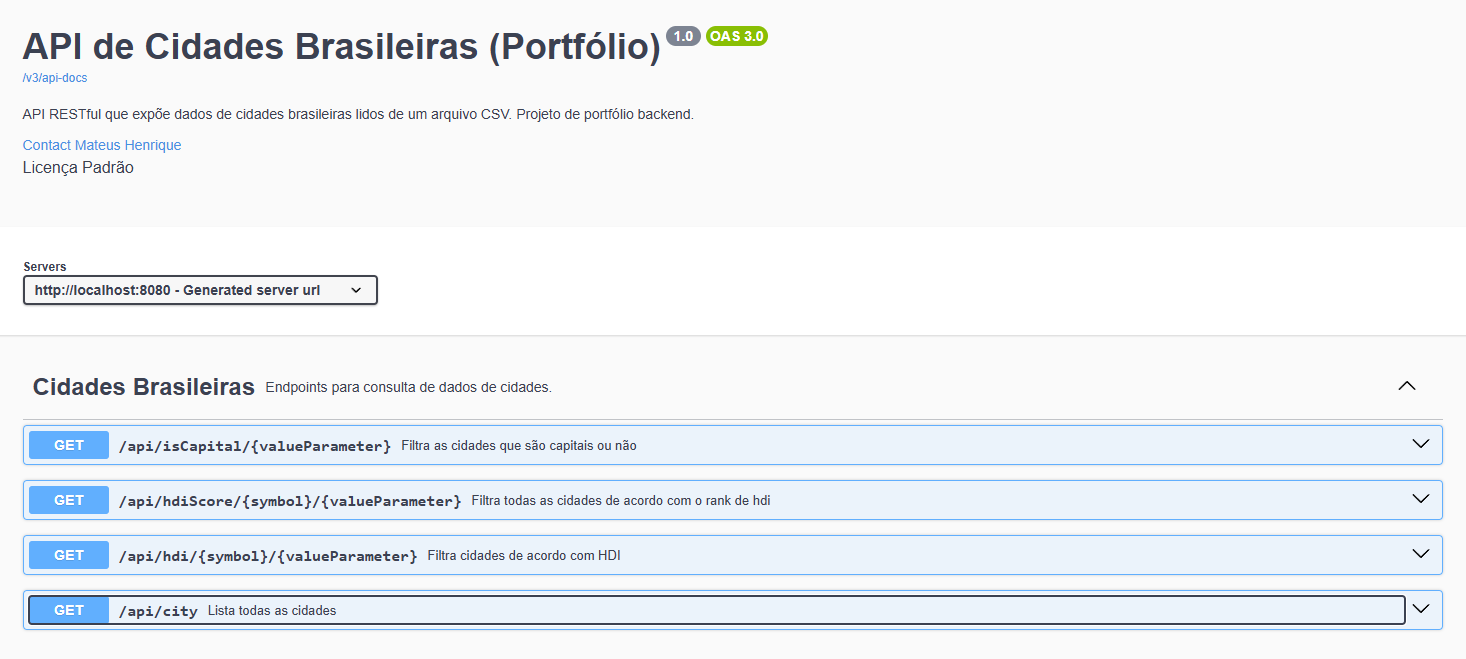 API de Cidades Brasileiras (Portfólio) 1.0 OAS 3.0
/v3/api-docs
API RESTful que expõe dados de cidades brasileiras lidos de um arquivo CSV. Projeto de portfólio backend.
Contact Mateus Henrique
Licença Padrão
Servers
http://localhost:8080 - Generated server url
Cidades Brasileiras Endpoints para consulta de dados de cidades.
GET /api/isCapital/{valueParameter} Filtra as cidades que são capitais ou não
GET /api/hdiScore/{symbol}/{valueParameter} Filtra todas as cidades de acordo com o rank de hdi
GET /api/hdi/{symbol}/{valueParameter} Filtra cidades de acordo com HDI
GET /api/city Lista todas as cidades